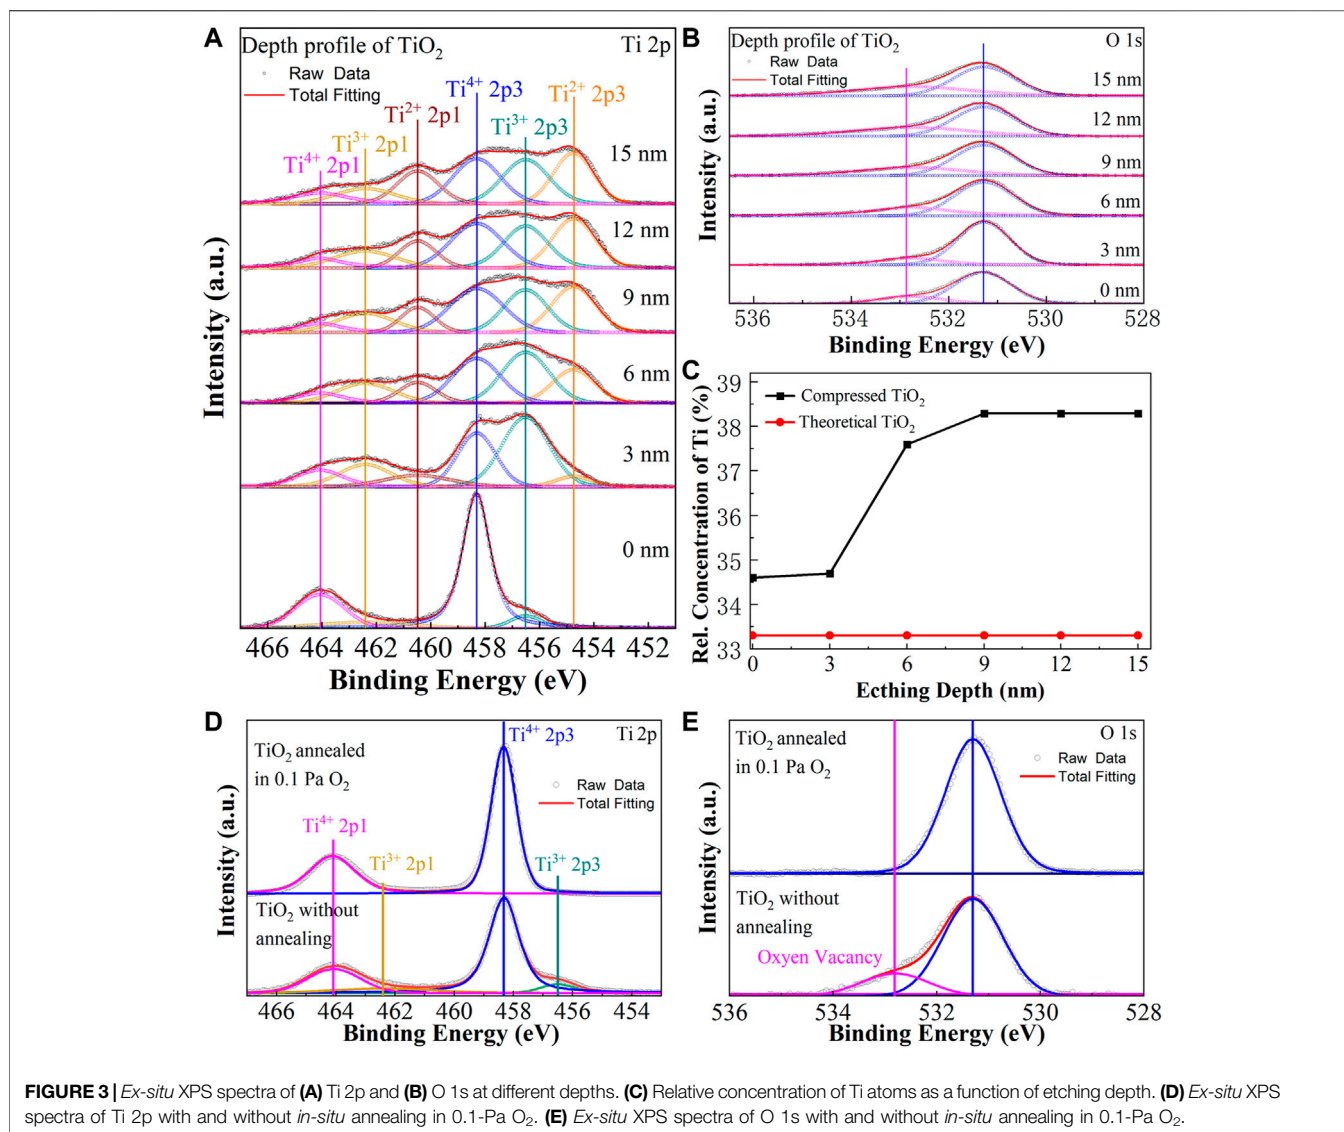 A
Depth profile of TiO₂
Ti 2p
Raw Data
Total Fitting
Ti⁴⁺ 2p3
Ti²⁺ 2p3
Ti²⁺ 2p1
Ti³⁺ 2p3
Ti³⁺ 2p1
Ti⁴⁺ 2p1
15 nm
12 nm
9 nm
6 nm
3 nm
0 nm
Intensity (a.u.)
466 464 462 460 458 456 454 452
Binding Energy (eV)
B
Depth profile of TiO₂
O 1s
Raw Data
Total Fitting
15 nm
12 nm
9 nm
6 nm
3 nm
0 nm
Intensity (a.u.)
536 534 532 530 528
Binding Energy (eV)
C
39
38
37
36
35
34
33
Compressed TiO₂
Theoretical TiO₂
Rel. Concentration of Ti (%)
0 3 6 9 12 15
Ecthing Depth (nm)
D
Ti⁴⁺ 2p3
Ti 2p
TiO₂ annealed
in 0.1 Pa O₂
Raw Data
Total Fitting
Ti⁴⁺ 2p1
Ti³⁺ 2p1
Ti³⁺ 2p3
TiO₂ without
annealing
Intensity (a.u.)
466 464 462 460 458 456 454
Binding Energy (eV)
E
O 1s
TiO₂ annealed
in 0.1 Pa O₂
Raw Data
Total Fitting
TiO₂ without
annealing
Oxyen Vacancy
Intensity (a.u.)
536 534 532 530 528
Binding Energy (eV)
FIGURE 3 | Ex-situ XPS spectra of (A) Ti 2p and (B) O 1s at different depths. (C) Relative concentration of Ti atoms as a function of etching depth. (D) Ex-situ XPS
spectra of Ti 2p with and without in-situ annealing in 0.1-Pa O₂. (E) Ex-situ XPS spectra of O 1s with and without in-situ annealing in 0.1-Pa O₂.